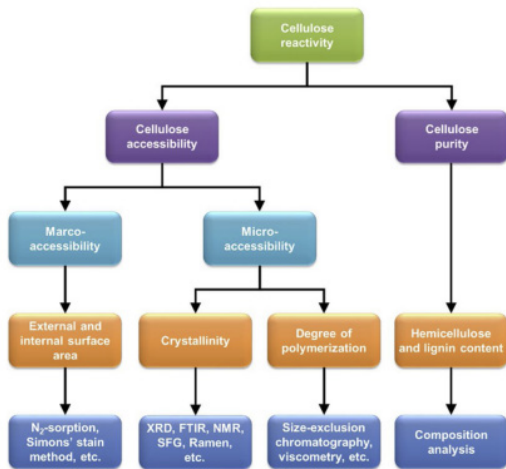 Cellulose
reactivity
Cellulose
accessibility
Cellulose
purity
Marco-
accessibility
Micro-
accessibility
External and
internal surface
area
Crystallinity
Degree of
polymerization
Hemicellulose
and lignin content
N₂-sorption,
Simons' stain
method, etc.
XRD, FTIR, NMR,
SFG, Ramen,
etc.
Size-exclusion
chromatography,
viscometry, etc.
Composition
analysis